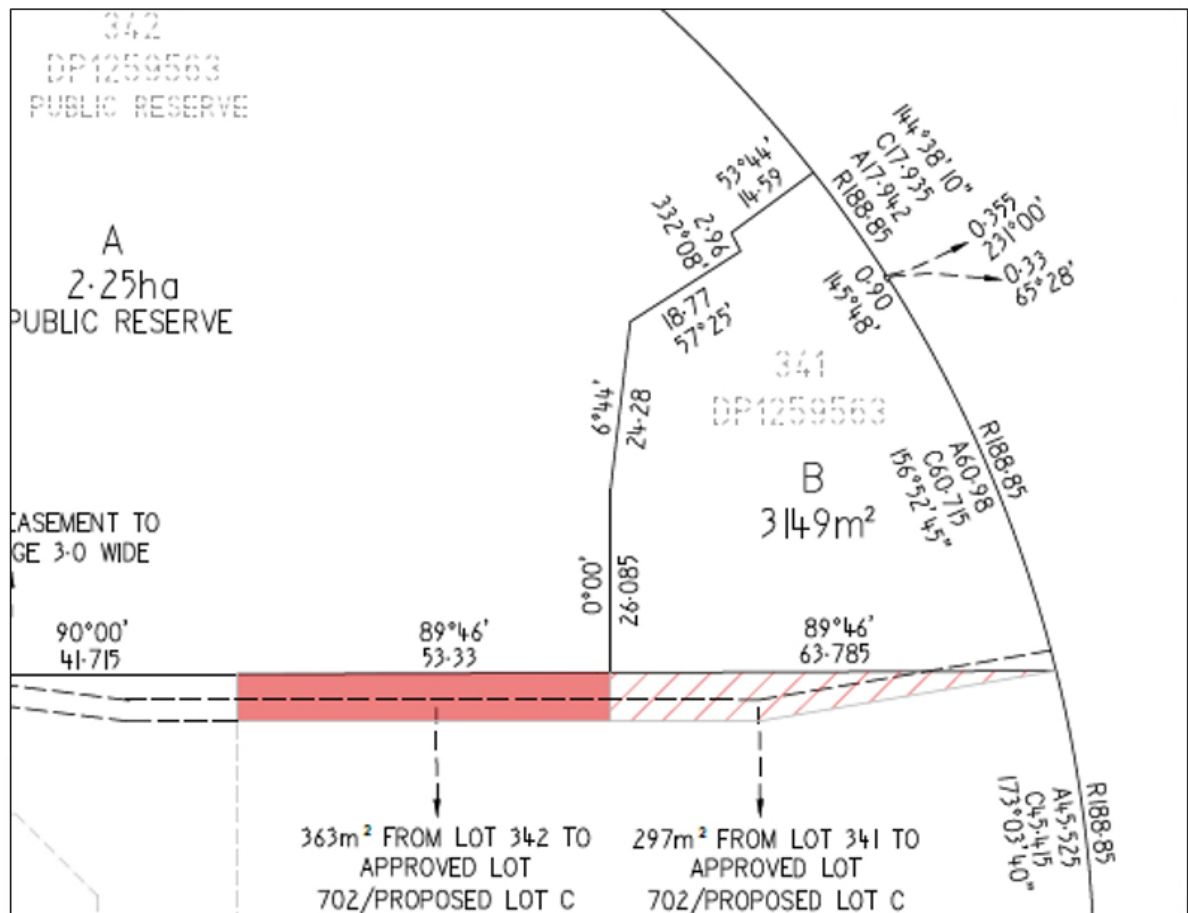 342
DP1259563
PUBLIC RESERVE
A
2·25ha
PUBLIC RESERVE
53°44'
14·59
2·96
332°08'
18·77
57°25'
144°38'10"
C17·935
A17·942
R188·85
0·355
231°00'
0·33
65°28'
0·90
145°48'
341
DP1259563
6°44'
24·28
B
3149m²
R188·85
A60·98
C60·715
156°52'45"
EASEMENT TO
GE 3·0 WIDE
0°00'
26·085
90°00'
41·715
89°46'
53·33
89°46'
63·785
363m² FROM LOT 342 TO
APPROVED LOT
702/PROPOSED LOT C
297m² FROM LOT 341 TO
APPROVED LOT
702/PROPOSED LOT C
R188·85
A45·525
C45·415
173°03'40"